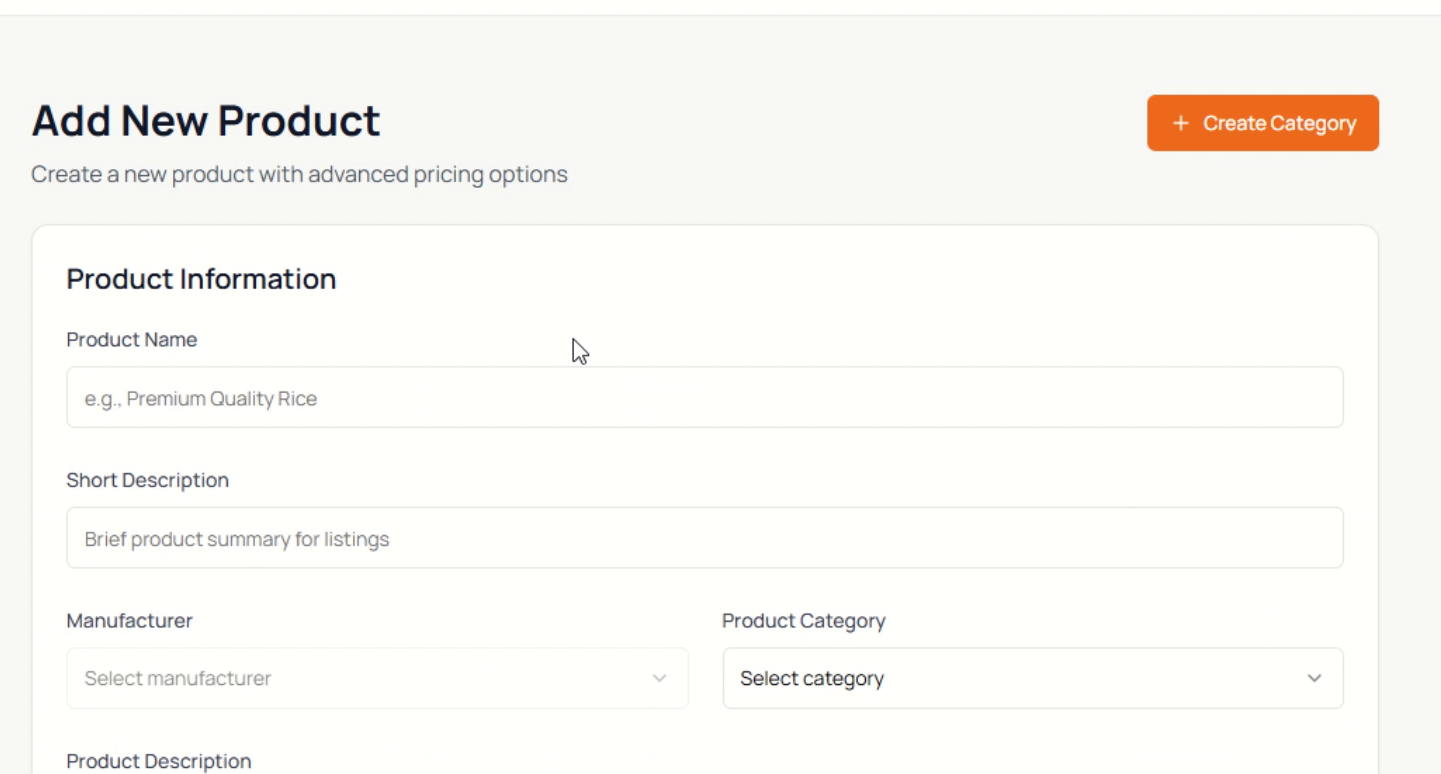 Add New Product
+ Create Category
Create a new product with advanced pricing options
Product Information
Product Name
e.g., Premium Quality Rice
Short Description
Brief product summary for listings
Manufacturer
Product Category
Select manufacturer
Select category
Product Description